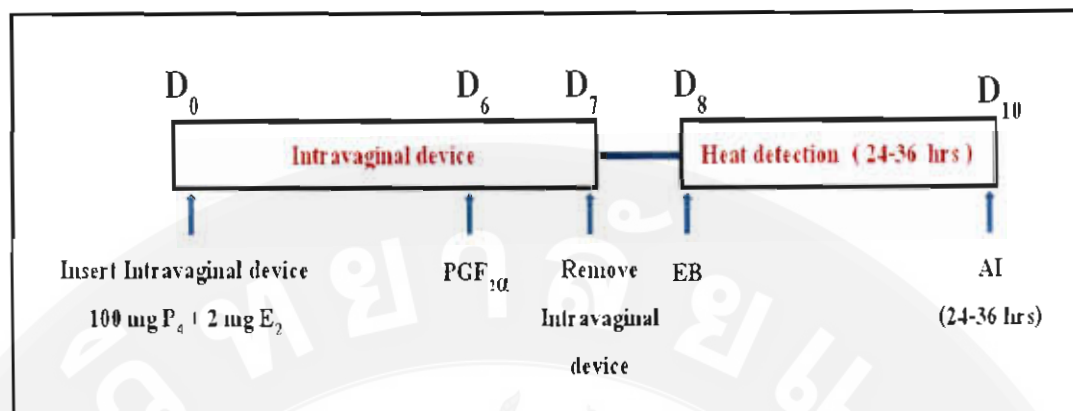 D₀ D₆ D₇ D₈ D₁₀
Intravaginal device Heat detection ( 24-36 hrs )
Insert Intravaginal device PGF₂α Remove EB AI
100 mg P₄ + 2 mg E₂ Intravaginal (24-36 hrs)
device